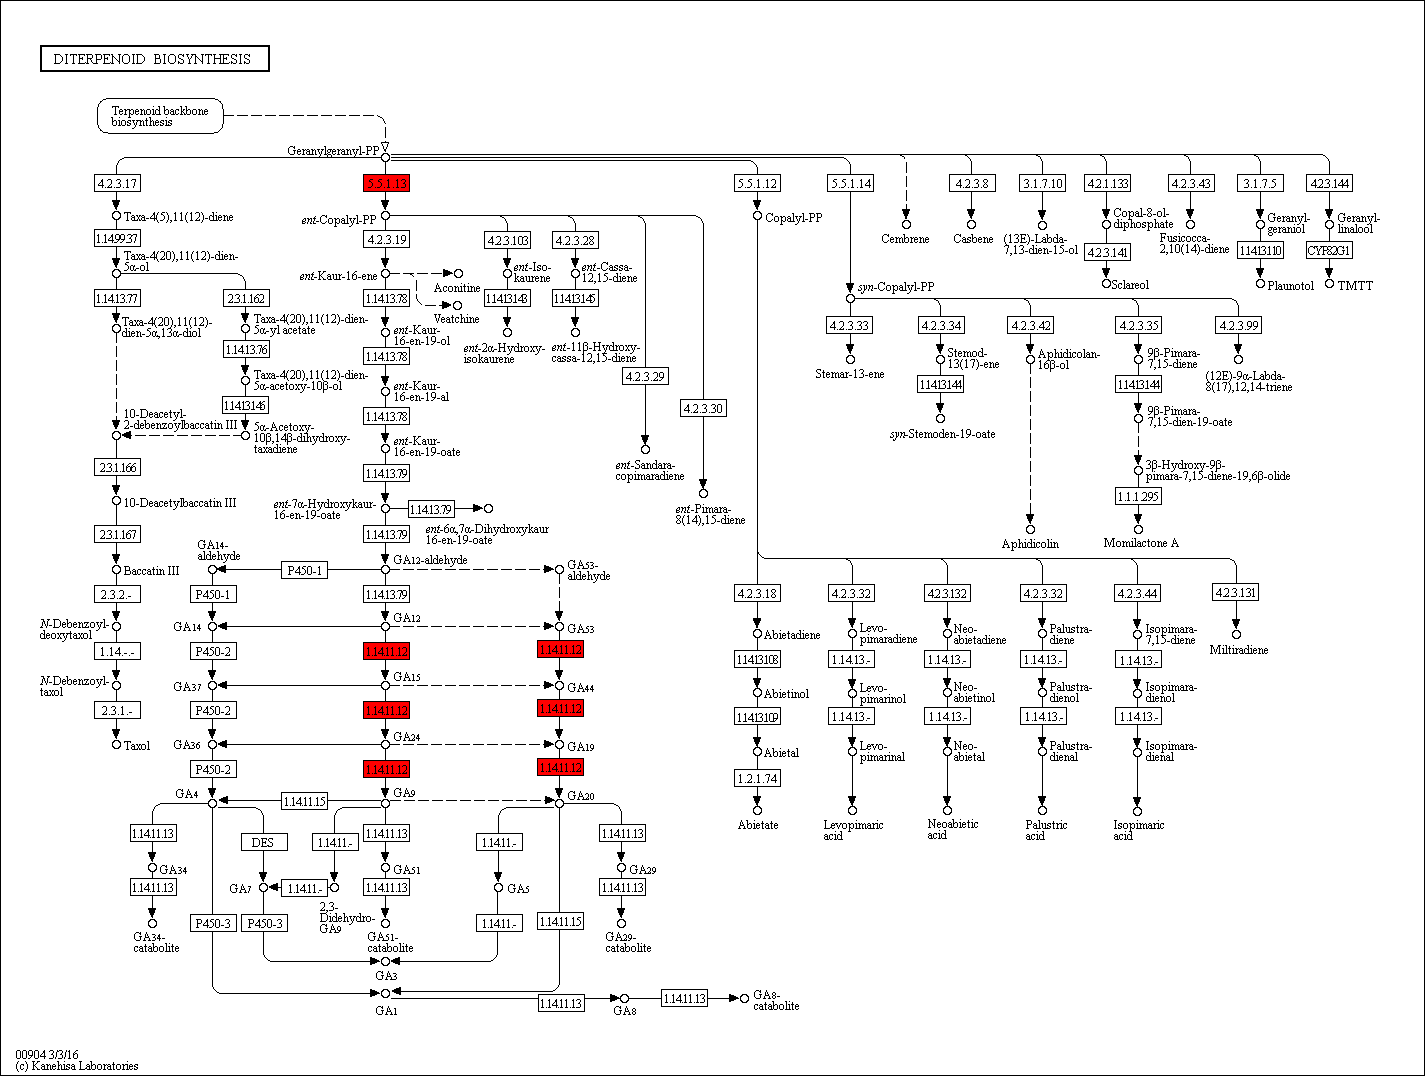 DITERPENOID BIOSYNTHESIS
Terpenoid backbone
biosynthesis
Geranylgeranyl-PP
4.2.3.17
5.5.1.13
5.5.1.12
5.5.1.14
4.2.3.8
3.1.7.10
4.2.1.133
4.2.3.43
3.1.7.5
4.2.3.144
Taxa-4(5),11(12)-diene
ent-Copalyl-PP
Copalyl-PP
Cembrene
Casbene
(13E)-Labda-
7,13-dien-15-ol
Copal-8-ol-
diphosphate
Fusicocca-
2,10(14)-diene
Geranyl-
geraniol
Geranyl-
linalool
1.14.99.37
4.2.3.19
4.2.3.103
4.2.3.28
4.2.3.141
1.14.13.110
CYP82G1
Taxa-4(20),11(12)-dien-
5α-ol
ent-Kaur-16-ene
Aconitine
Veatchine
ent-Iso-
kaurene
ent-Cassa-
12,15-diene
syn-Copalyl-PP
Sclareol
Plaunotol
TMTT
1.14.13.77
2.3.1.162
1.14.13.78
1.14.13.143
1.14.13.145
Taxa-4(20),11(12)-
dien-5α,13α-diol
Taxa-4(20),11(12)-dien-
5α-yl acetate
ent-Kaur-
16-en-19-ol
ent-2α-Hydroxy-
isokaurene
ent-11β-Hydroxy-
cassa-12,15-diene
4.2.3.33
4.2.3.34
4.2.3.42
4.2.3.35
4.2.3.99
1.14.13.76
1.14.13.78
Stemar-13-ene
Stemod-
13(17)-ene
Aphidicolan-
16β-ol
9β-Pimara-
7,15-diene
(12E)-9α-Labda-
8(17),12,14-triene
Taxa-4(20),11(12)-dien-
5α-acetoxy-10β-ol
ent-Kaur-
16-en-19-al
4.2.3.29
4.2.3.30
1.14.13.144
1.14.13.144
1.14.13.146
1.14.13.78
10-Deacetyl-
2-debenzoylbaccatin III
5α-Acetoxy-
10β,14β-dihydroxy-
taxadiene
ent-Kaur-
16-en-19-oate
syn-Stemoden-19-oate
9β-Pimara-
7,15-dien-19-oate
2.3.1.166
1.14.13.79
ent-Sandara-
copimaradiene
3β-Hydroxy-9β-
pimara-7,15-diene-19,6β-olide
10-Deacetylbaccatin III
ent-7α-Hydroxykaur-
16-en-19-oate
1.14.13.79
ent-6α,7α-Dihydroxykaur
16-en-19-oate
ent-Pimara-
8(14),15-diene
1.1.1.295
2.3.1.167
1.14.13.79
Aphidicolin
Momilactone A
GA14-
aldehyde
Baccatin III
P450-1
GA12-aldehyde
GA53-
aldehyde
2.3.2.-
P450-1
1.14.13.79
4.2.3.18
4.2.3.32
4.2.3.132
4.2.3.32
4.2.3.44
4.2.3.131
N-Debenzoyl-
deoxytaxol
GA14
GA12
GA53
Abietadiene
Levo-
pimaradiene
Neo-
abietadiene
Palustra-
diene
Isopimara-
7,15-diene
Miltiradiene
1.14.-.-
P450-2
1.14.11.12
1.14.11.12
1.14.13.108
1.14.13.-
1.14.13.-
1.14.13.-
1.14.13.-
N-Debenzoyl-
taxol
GA37
GA15
GA44
Abietinol
Levo-
pimarinol
Neo-
abietinol
Palustra-
dienol
Isopimara-
dienol
2.3.1.-
P450-2
1.14.11.12
1.14.11.12
1.14.13.109
1.14.13.-
1.14.13.-
1.14.13.-
1.14.13.-
Taxol
GA36
GA24
GA19
Abietal
Levo-
pimarinal
Neo-
abietal
Palustra-
dienal
Isopimara-
dienal
P450-2
1.14.11.12
1.14.11.12
1.2.1.74
GA4
1.14.11.15
GA9
GA20
Abietate
Levopimaric
acid
Neoabietic
acid
Palustric
acid
Isopimaric
acid
1.14.11.13
DES
1.14.11.-
1.14.11.13
1.14.11.-
1.14.11.13
GA34
GA7
1.14.11.-
GA51
GA5
GA29
1.14.11.13
1.14.11.13
1.14.11.13
2,3-
Didehydro-
GA9
P450-3
P450-3
1.14.11.-
1.14.11.15
GA34-
catabolite
GA51-
catabolite
GA29-
catabolite
GA3
GA1
1.14.11.13
GA8
1.14.11.13
GA8-
catabolite
00904 3/3/16
(c) Kanehisa Laboratories